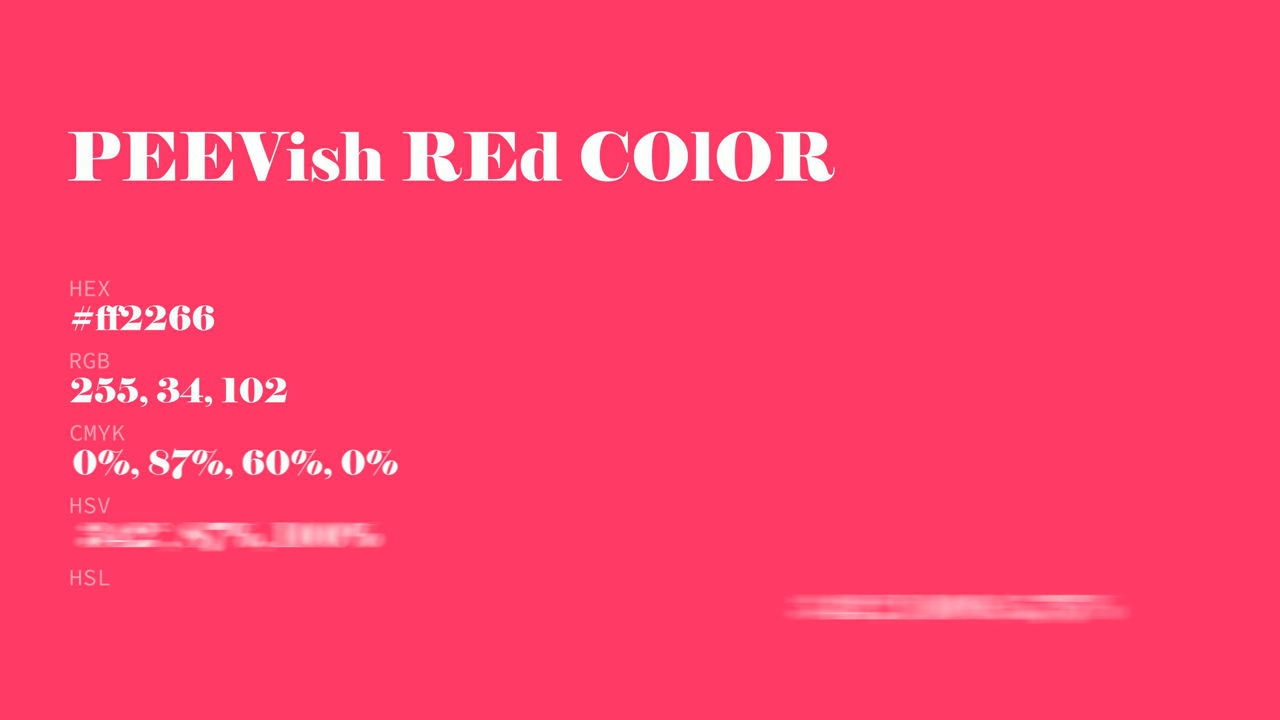 PEEVish REd COlOR
HEX
#ff2266
RGB
255, 34, 102
CMYK
0%, 87%, 60%, 0%
HSV
HSL